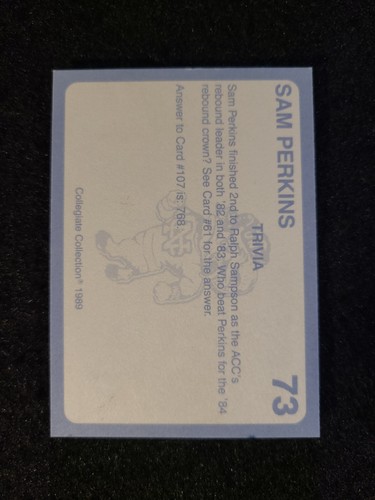 SAM PERKINS 73
TRIVIA
Sam Perkins finished 2nd to Ralph Sampson as the ACC's
rebound leader in both '82 and '83. Who beat Perkins for the '84
rebound crown? See Card #61 for the answer.
Answer to Card #107 is: 768
Collegiate Collection® 1989